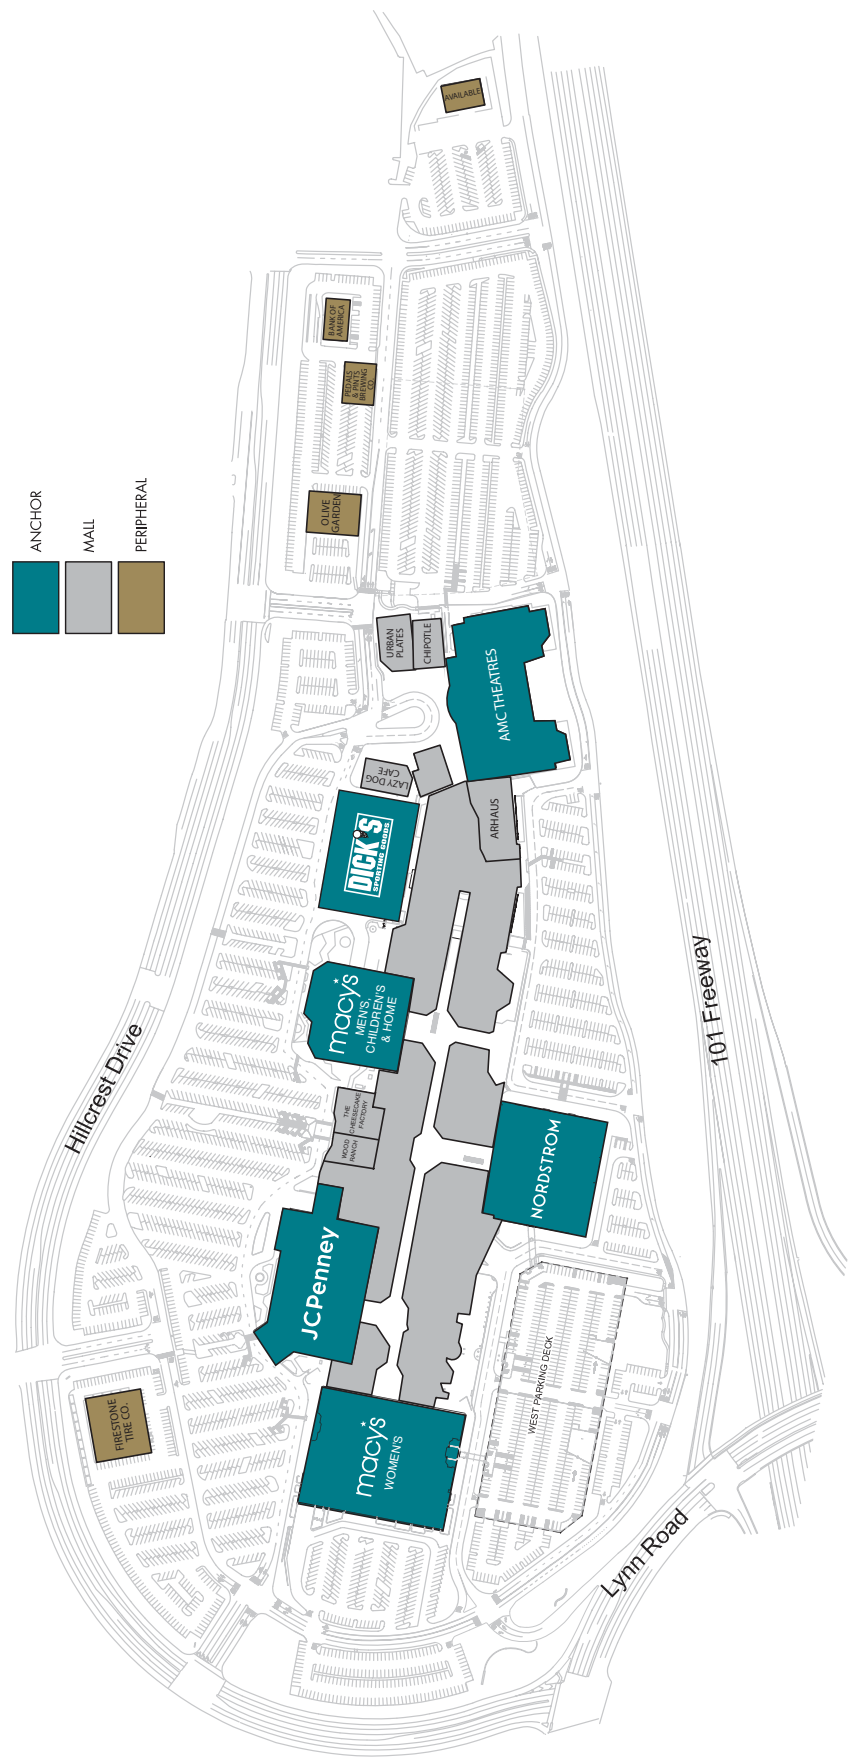 ANCHOR
MALL
PERIPHERAL
AVAILABLE
BANK OF
AMERICA
PEDALS
& PINTS
BREWING
CO
OLIVE
GARDEN
URBAN
PLATES
CHIPOTLE
AMC THEATRES
LAZY DOG
CAFE
ARHAUS
DICK'S
SPORTING GOODS
macy's
MEN'S,
CHILDREN'S
& HOME
THE
CHEESECAKE
FACTORY
WOOD
RANCH
NORDSTROM
JCPenney
macy's
WOMEN'S
WEST PARKING DECK
FIRESTONE
TIRE CO.
Hillcrest Drive
101 Freeway
Lynn Road